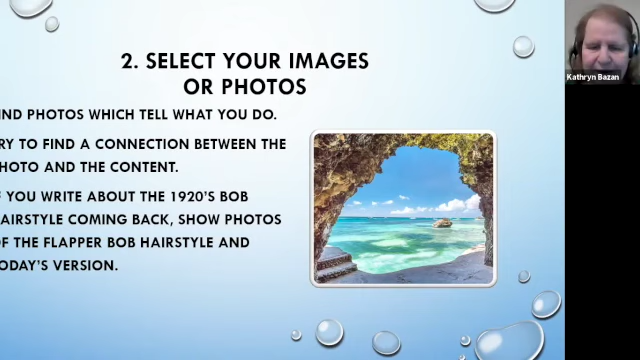 2. SELECT YOUR IMAGES
OR PHOTOS
IND PHOTOS WHICH TELL WHAT YOU DO.
RY TO FIND A CONNECTION BETWEEN THE
HOTO AND THE CONTENT.
F YOU WRITE ABOUT THE 1920'S BOB
AIRSTYLE COMING BACK, SHOW PHOTOS
OF THE FLAPPER BOB HAIRSTYLE AND
ODAY'S VERSION.
Kathryn Bazan